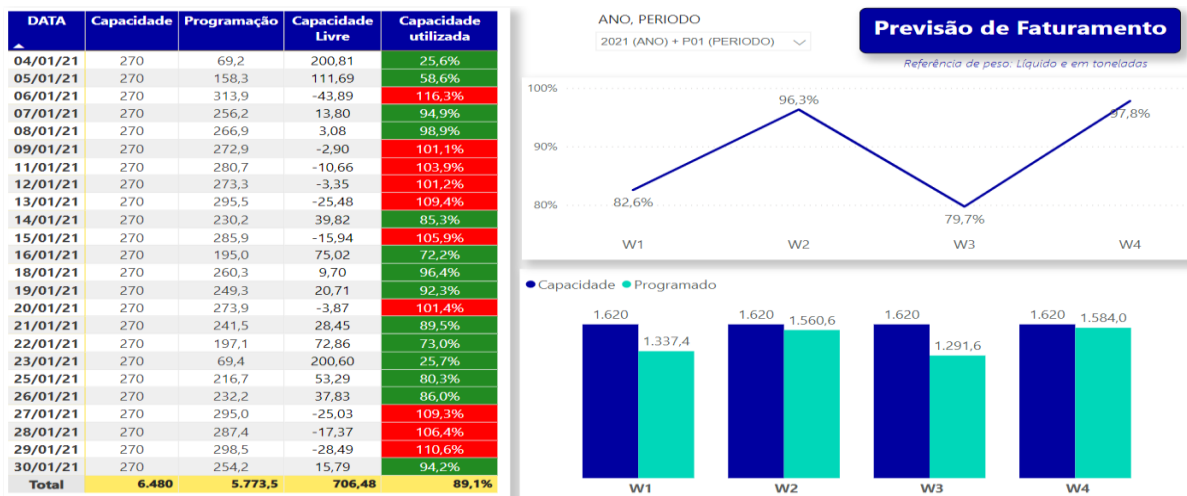 DATA Capacidade Programação Capacidade Livre Capacidade utilizada
04/01/21 270 69,2 200,81 25,6%
05/01/21 270 158,3 111,69 58,6%
06/01/21 270 313,9 -43,89 116,3%
07/01/21 270 256,2 13,80 94,9%
08/01/21 270 266,9 3,08 98,9%
09/01/21 270 272,9 -2,90 101,1%
11/01/21 270 280,7 -10,66 103,9%
12/01/21 270 273,3 -3,35 101,2%
13/01/21 270 295,5 -25,48 109,4%
14/01/21 270 230,2 39,82 85,3%
15/01/21 270 285,9 -15,94 105,9%
16/01/21 270 195,0 75,02 72,2%
18/01/21 270 260,3 9,70 96,4%
19/01/21 270 249,3 20,71 92,3%
20/01/21 270 273,9 -3,87 101,4%
21/01/21 270 241,5 28,45 89,5%
22/01/21 270 197,1 72,86 73,0%
23/01/21 270 69,4 200,60 25,7%
25/01/21 270 216,7 53,29 80,3%
26/01/21 270 232,2 37,83 86,0%
27/01/21 270 295,0 -25,03 109,3%
28/01/21 270 287,4 -17,37 106,4%
29/01/21 270 298,5 -28,49 110,6%
30/01/21 270 254,2 15,79 94,2%
Total 6.480 5.773,5 706,48 89,1%
ANO, PERIODO
2021 (ANO) + P01 (PERIODO)
Previsão de Faturamento
Referência de peso: Líquido e em toneladas
100%
96,3%
97,8%
90%
80%
82,6%
79,7%
W1 W2 W3 W4
Capacidade Programado
1.620 1.337,4 1.620 1.560,6 1.620 1.291,6 1.620 1.584,0
W1 W2 W3 W4